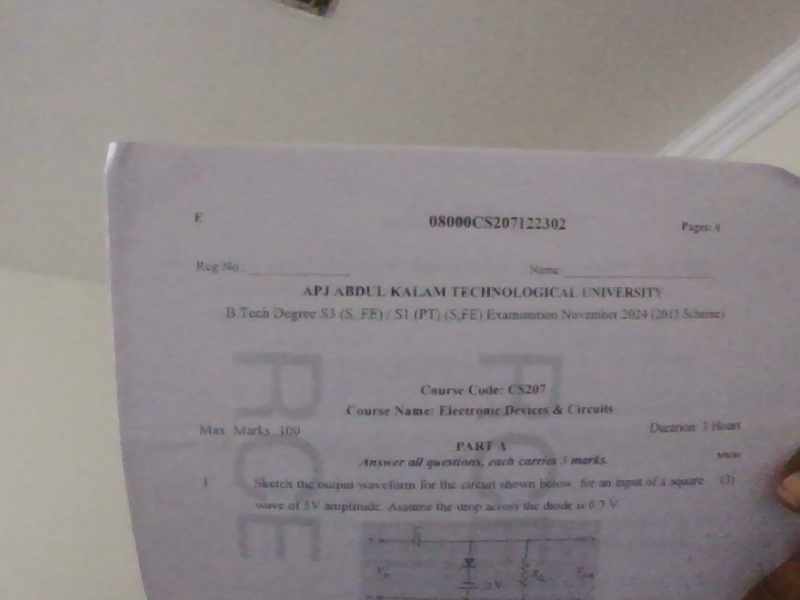 E 08000CS207122302 Pages: 4
Reg No. Name
APJ ABDUL KALAM TECHNOLOGICAL UNIVERSITY
B.Tech Degree S3 (S, FE) / S1 (PT) (S,FE) Examination November 2024 (2015 Scheme)
Course Code: CS207
Course Name: Electronic Devices & Circuits
Max. Marks: 100 Duration: 3 Hours
PART A
Answer all questions, each carries 3 marks. Marks
1 Sketch the output waveform for the circuit shown below, for an input of a square (3)
wave of 5V amplitude. Assume the drop across the diode is 0.7 V
2V